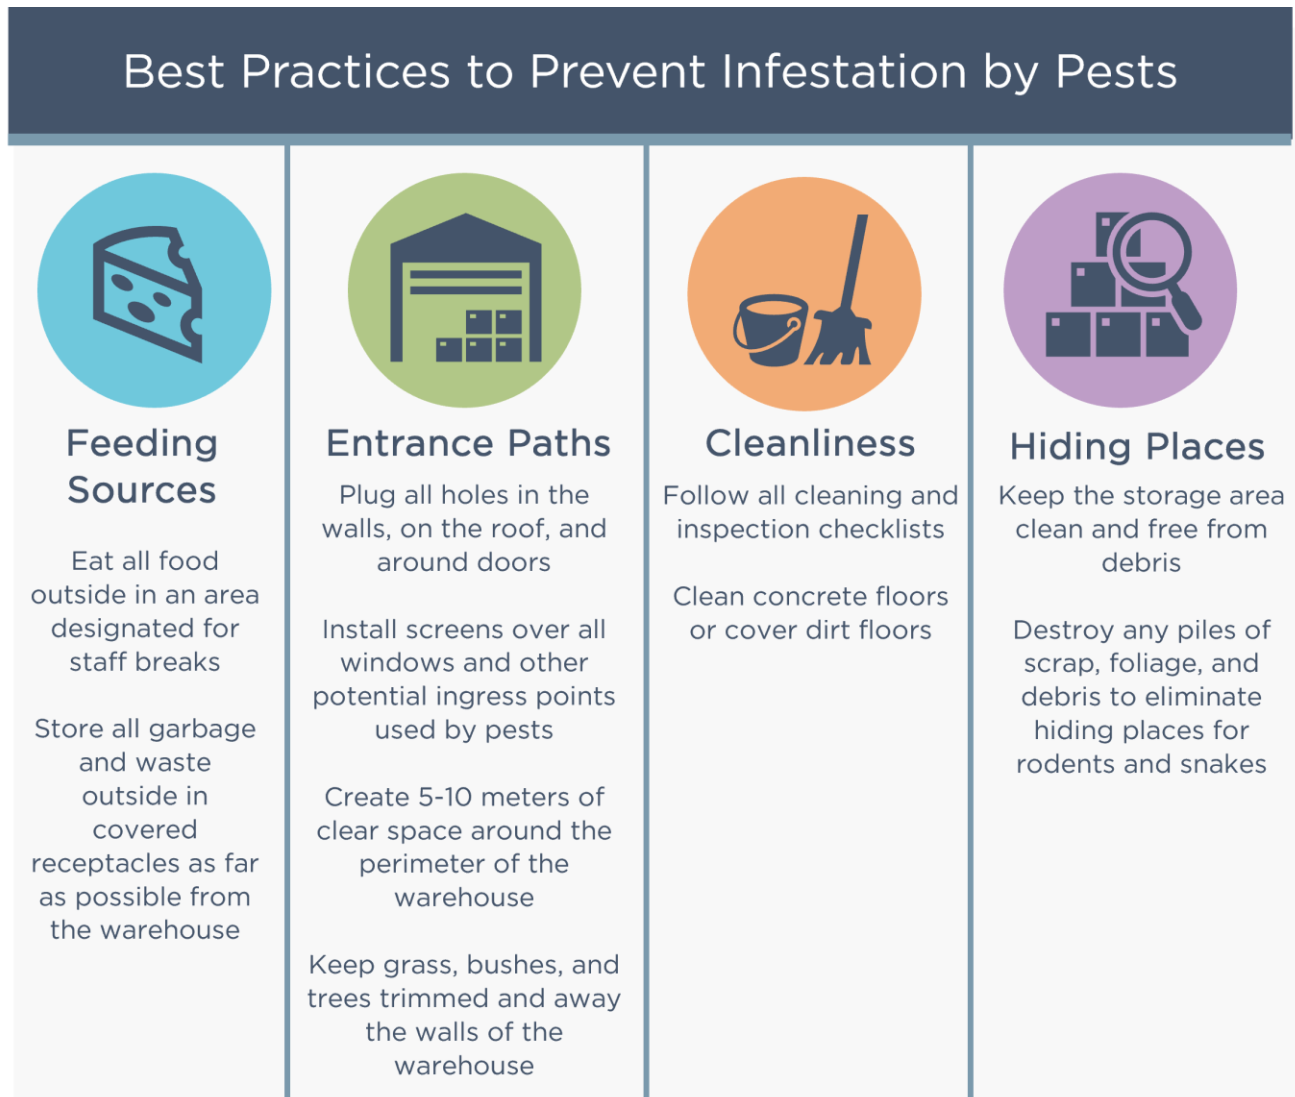 Best Practices to Prevent Infestation by Pests
Feeding
Sources
Eat all food
outside in an area
designated for
staff breaks
Store all garbage
and waste
outside in
covered
receptacles as far
as possible from
the warehouse
Entrance Paths
Plug all holes in the
walls, on the roof, and
around doors
Install screens over all
windows and other
potential ingress points
used by pests
Create 5-10 meters of
clear space around the
perimeter of the
warehouse
Keep grass, bushes, and
trees trimmed and away
the walls of the
warehouse
Cleanliness
Follow all cleaning and
inspection checklists
Clean concrete floors
or cover dirt floors
Hiding Places
Keep the storage area
clean and free from
debris
Destroy any piles of
scrap, foliage, and
debris to eliminate
hiding places for
rodents and snakes